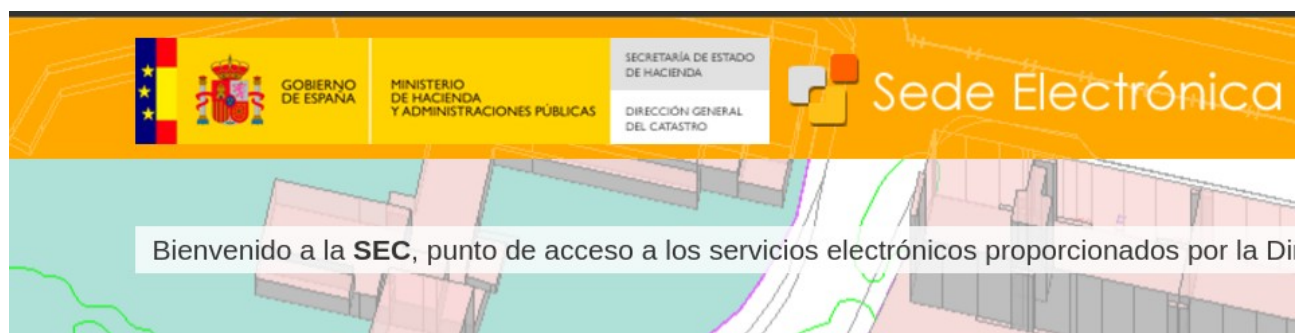 GOBIERNO
DE ESPAÑA
MINISTERIO
DE HACIENDA
Y ADMINISTRACIONES PÚBLICAS
SECRETARÍA DE ESTADO
DE HACIENDA
DIRECCIÓN GENERAL
DEL CATASTRO
Sede Electrónica
Bienvenido a la SEC, punto de acceso a los servicios electrónicos proporcionados por la Di